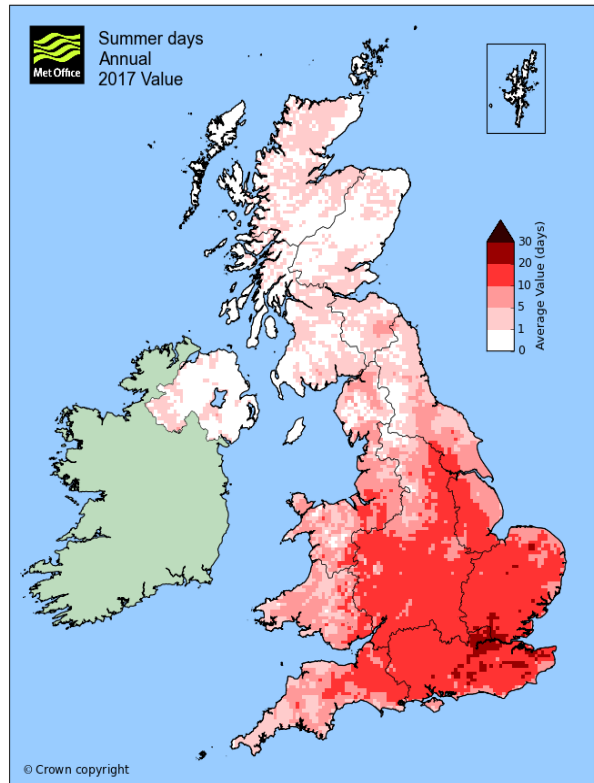 Met Office
Summer days
Annual
2017 Value
30
20
10
5
1
0
Average Value (days)
© Crown copyright